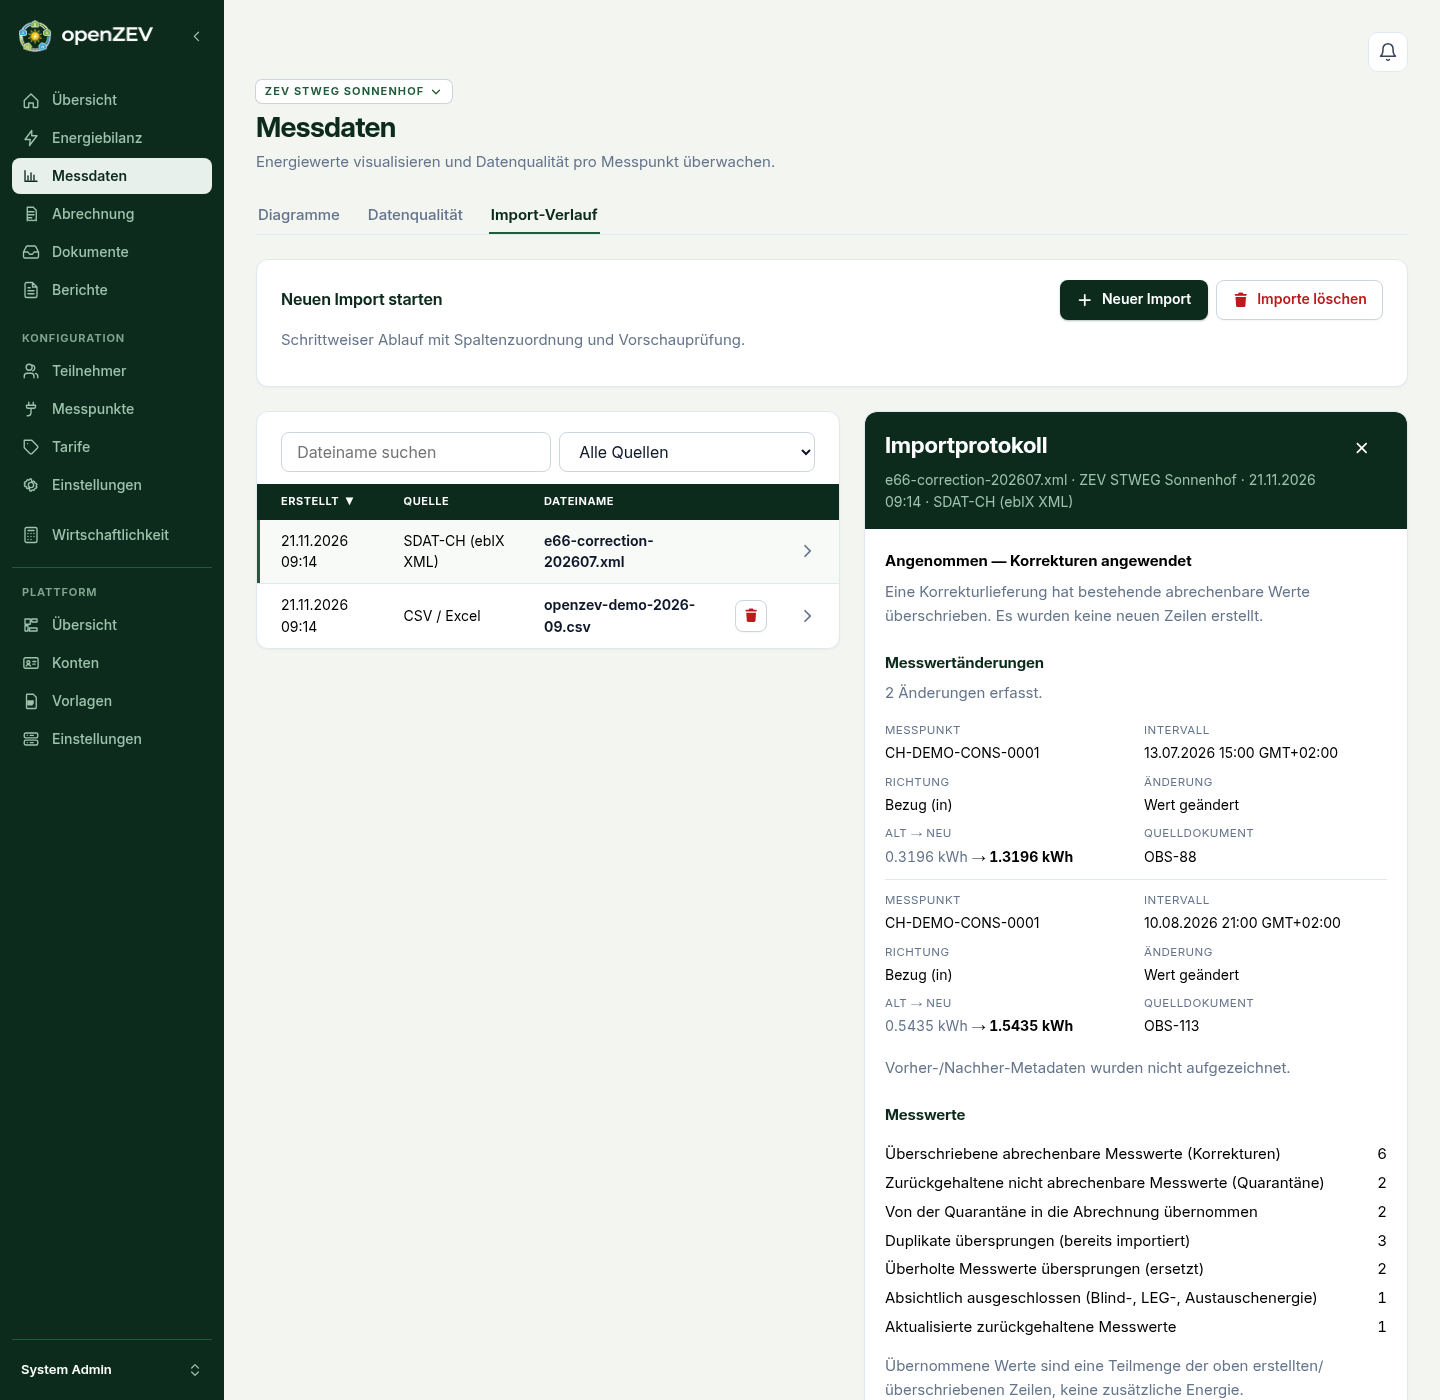 openZEV
Übersicht
Energiebilanz
Messdaten
Abrechnung
Dokumente
Berichte
KONFIGURATION
Teilnehmer
Messpunkte
Tarife
Einstellungen
Wirtschaftlichkeit
PLATTFORM
Übersicht
Konten
Vorlagen
Einstellungen
System Admin
ZEV STWEG SONNENHOF
Messdaten
Energiewerte visualisieren und Datenqualität pro Messpunkt überwachen.
Diagramme Datenqualität Import-Verlauf
Neuen Import starten
Neuer Import
Importe löschen
Schrittweiser Ablauf mit Spaltenzuordnung und Vorschauprüfung.
Dateiname suchen
Alle Quellen
ERSTELLT ▼ QUELLE DATEINAME
21.11.2026
09:14
SDAT-CH (ebIX
XML)
e66-correction-
202607.xml
21.11.2026
09:14
CSV / Excel
openzev-demo-2026-
09.csv
Importprotokoll
e66-correction-202607.xml · ZEV STWEG Sonnenhof · 21.11.2026
09:14 · SDAT-CH (ebIX XML)
Angenommen — Korrekturen angewendet
Eine Korrekturlieferung hat bestehende abrechenbare Werte
überschrieben. Es wurden keine neuen Zeilen erstellt.
Messwertänderungen
2 Änderungen erfasst.
MESSPUNKT INTERVALL
CH-DEMO-CONS-0001 13.07.2026 15:00 GMT+02:00
RICHTUNG ÄNDERUNG
Bezug (in) Wert geändert
ALT → NEU QUELLDOKUMENT
0.3196 kWh → 1.3196 kWh OBS-88
MESSPUNKT INTERVALL
CH-DEMO-CONS-0001 10.08.2026 21:00 GMT+02:00
RICHTUNG ÄNDERUNG
Bezug (in) Wert geändert
ALT → NEU QUELLDOKUMENT
0.5435 kWh → 1.5435 kWh OBS-113
Vorher-/Nachher-Metadaten wurden nicht aufgezeichnet.
Messwerte
Überschriebene abrechenbare Messwerte (Korrekturen) 6
Zurückgehaltene nicht abrechenbare Messwerte (Quarantäne) 2
Von der Quarantäne in die Abrechnung übernommen 2
Duplikate übersprungen (bereits importiert) 3
Überholte Messwerte übersprungen (ersetzt) 2
Absichtlich ausgeschlossen (Blind-, LEG-, Austauschenergie) 1
Aktualisierte zurückgehaltene Messwerte 1
Übernommene Werte sind eine Teilmenge der oben erstellten/
überschriebenen Zeilen, keine zusätzliche Energie.